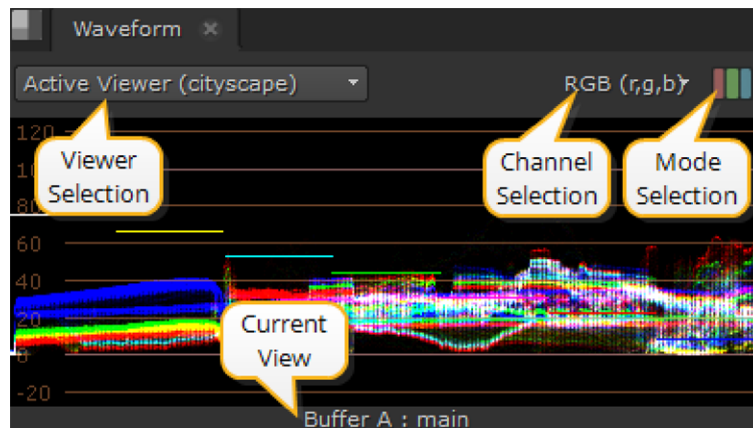 Waveform
Active Viewer (cityscape)
RGB (r,g,b)
120
Viewer
Selection
Channel
Selection
Mode
Selection
60
40
20
0
-20
Current
View
Buffer A : main